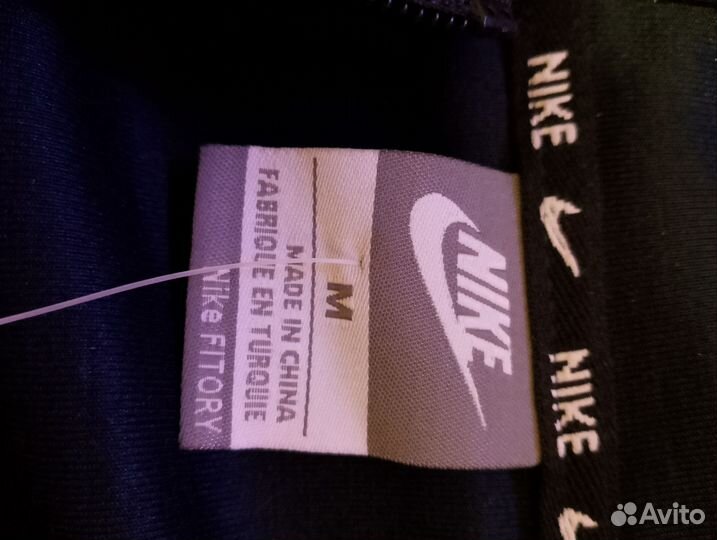 NIKE
M
MADE IN CHINA
FABRIQUE EN TURQUIE
Nike FITORY
NIKE
NIKE
Avito